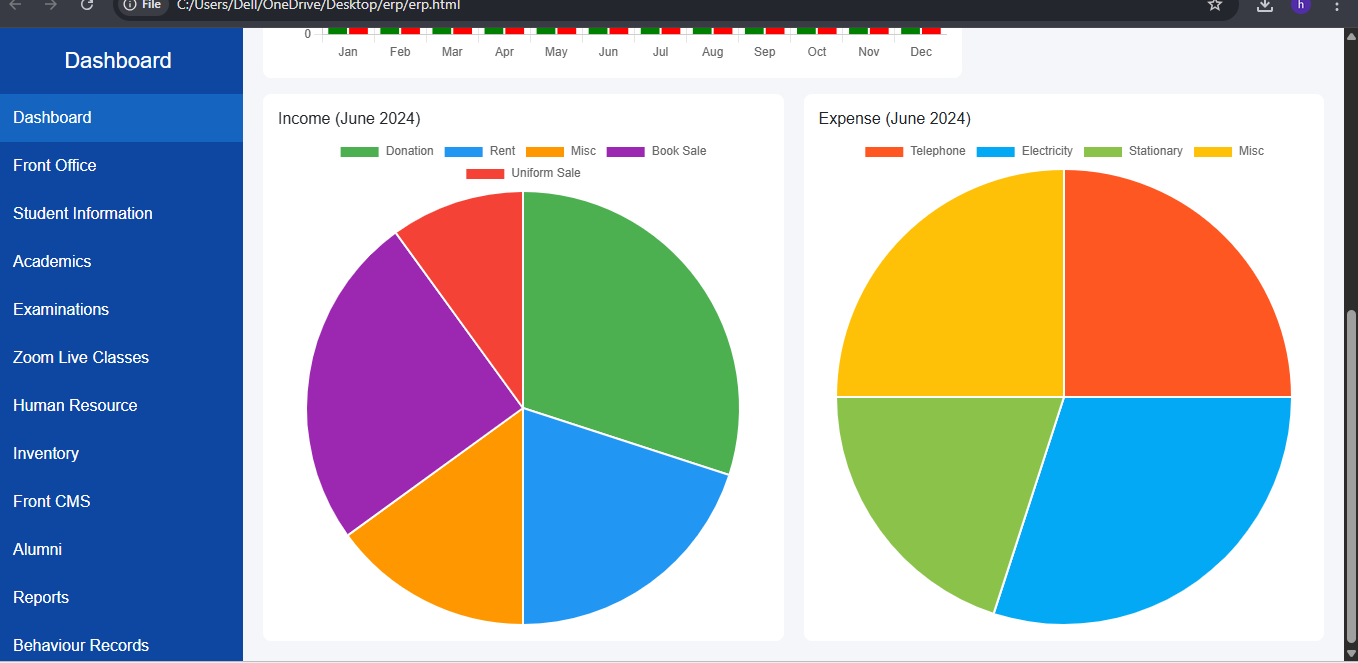 File C:/Users/Dell/OneDrive/Desktop/erp/erp.html h
Dashboard
Dashboard
Front Office
Student Information
Academics
Examinations
Zoom Live Classes
Human Resource
Inventory
Front CMS
Alumni
Reports
Behaviour Records
0
Jan Feb Mar Apr May Jun Jul Aug Sep Oct Nov Dec
Income (June 2024)
Donation Rent Misc Book Sale
Uniform Sale
Expense (June 2024)
Telephone Electricity Stationary Misc